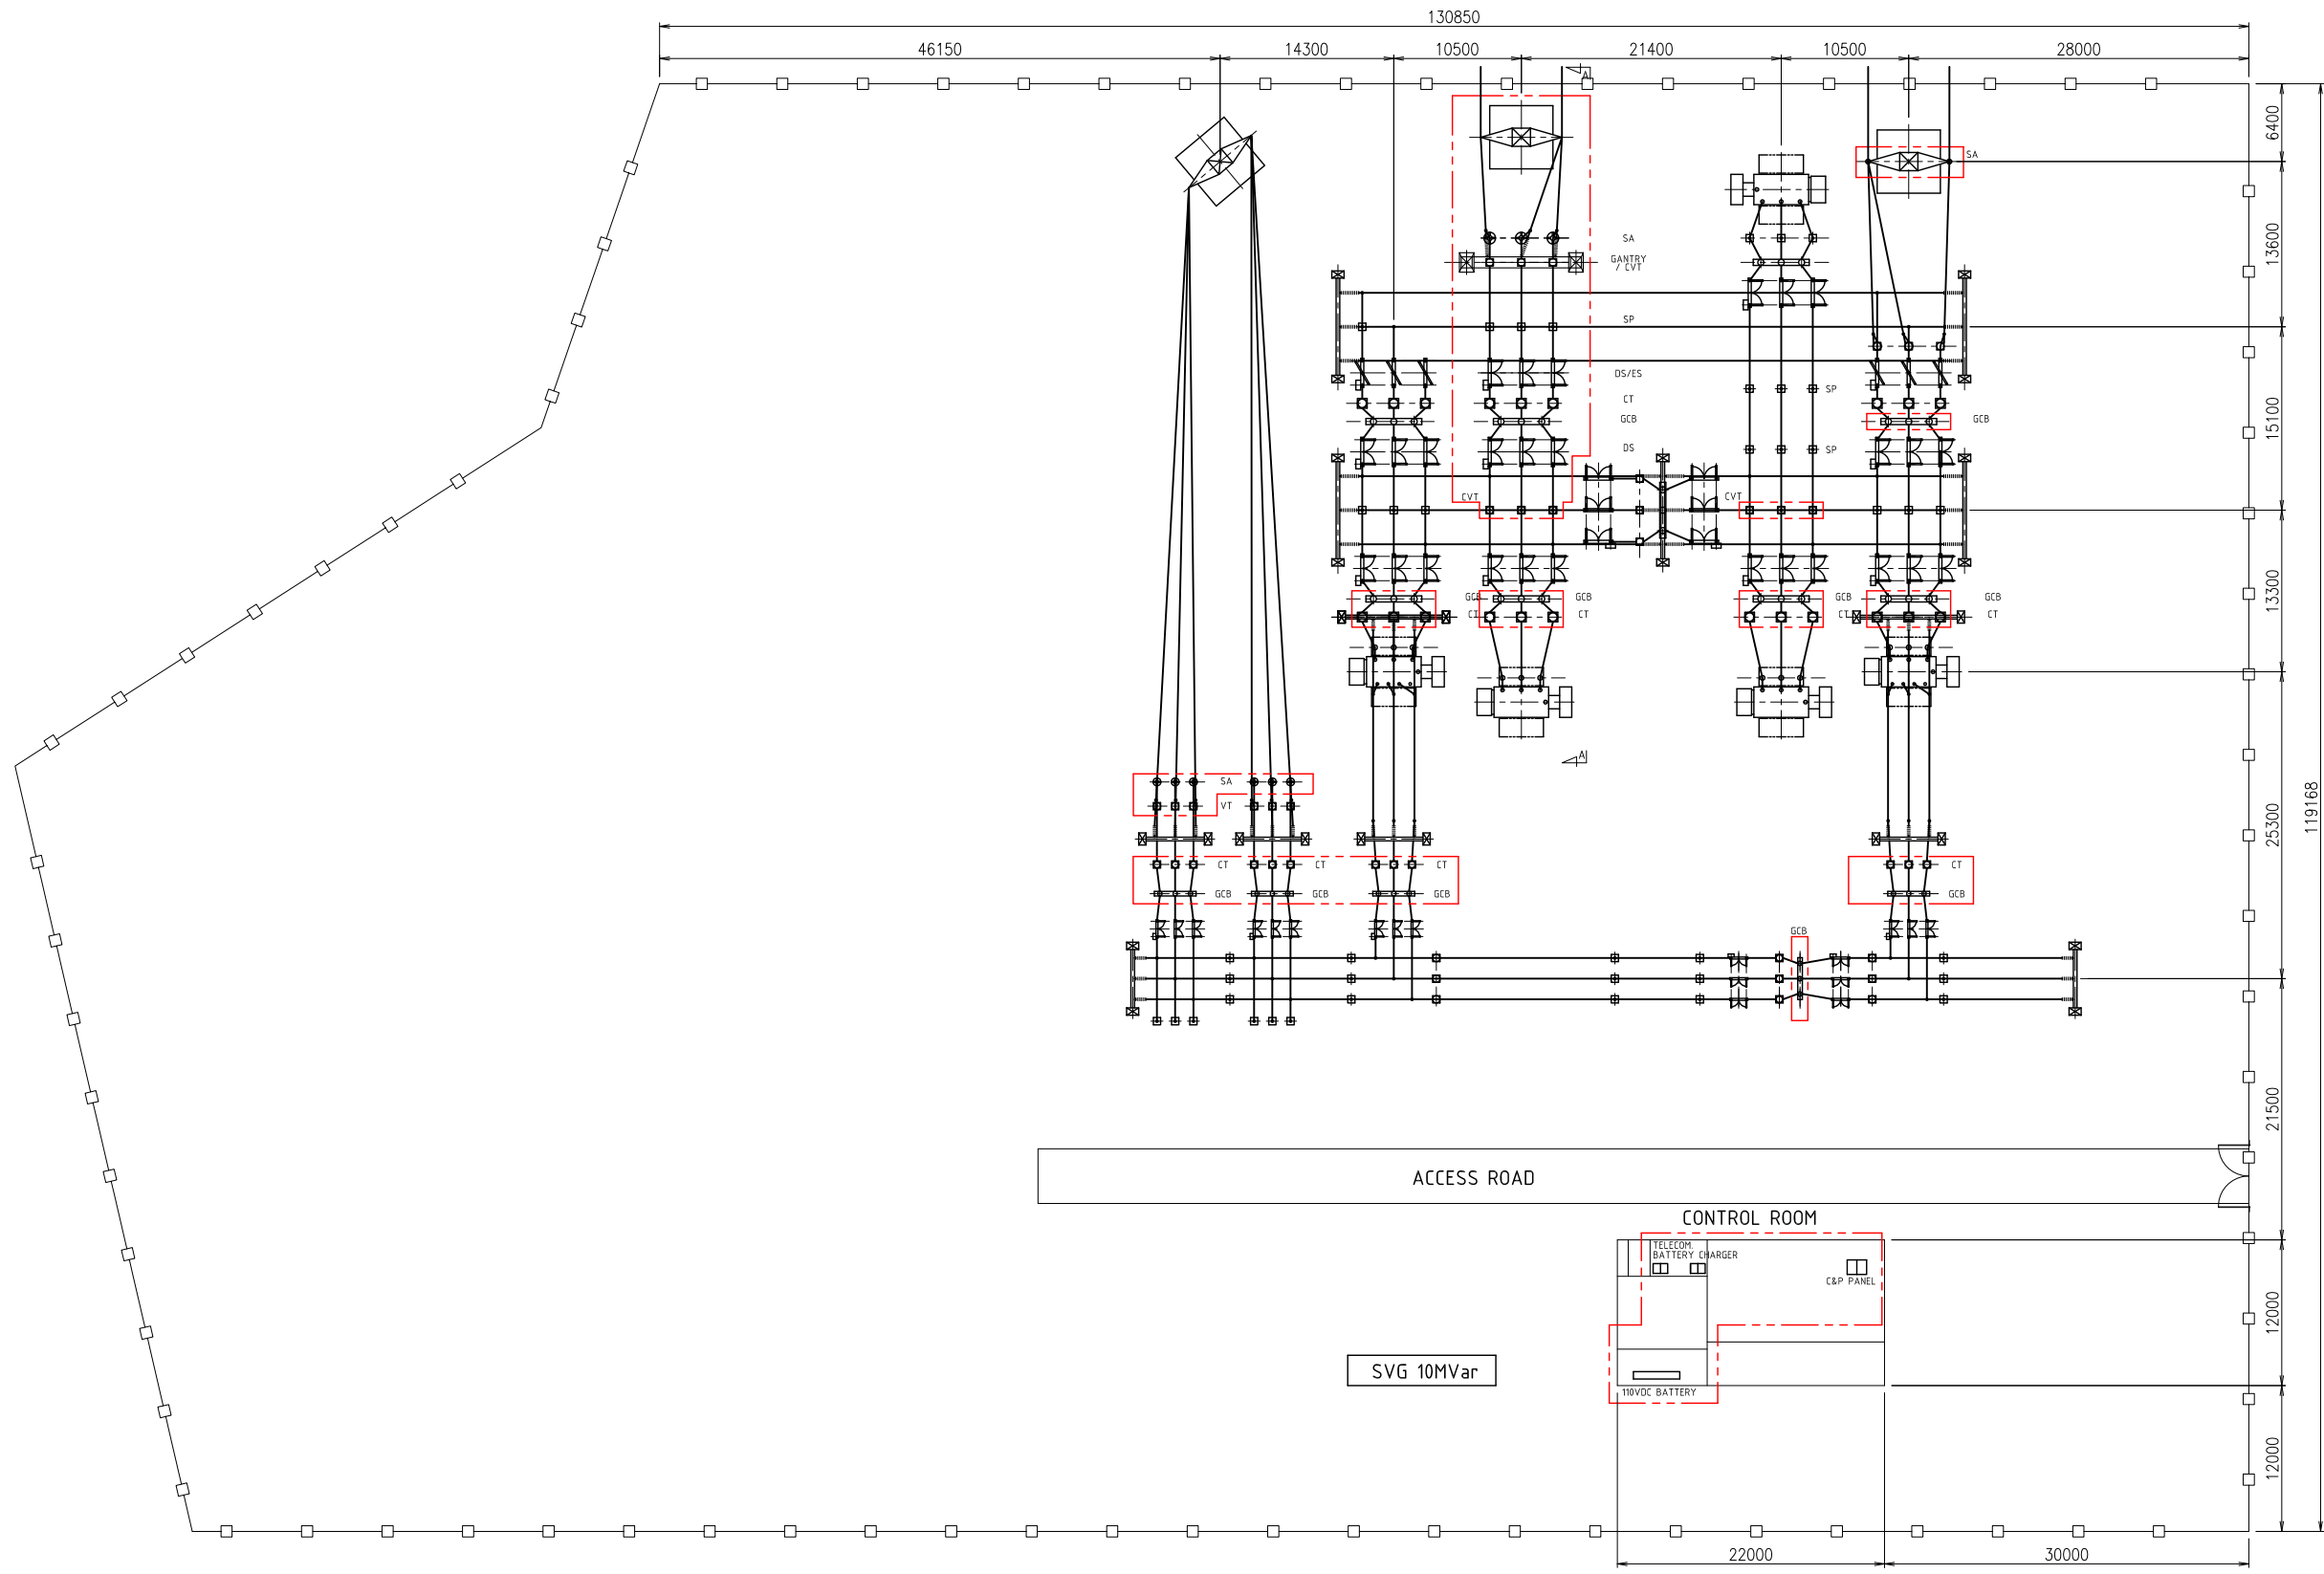 130850
46150
14300
10500
21400
10500
28000
A
6400
SA
SA
GANTRY
/ CVT
13600
SP
DS/ES
SP
CT
GCB
GCB
15100
DS
SP
CVT
CVT
GCB
GCB
GCB
GCB
CT
CT
CT
CT
13300
A
SA
VT
119168
25300
CT
CT
CT
CT
GCB
GCB
GCB
GCB
GCB
21500
ACCESS ROAD
CONTROL ROOM
TELECOM.
BATTERY CHARGER
C&P PANEL
12000
SVG 10MVar
110VDC BATTERY
12000
22000
30000